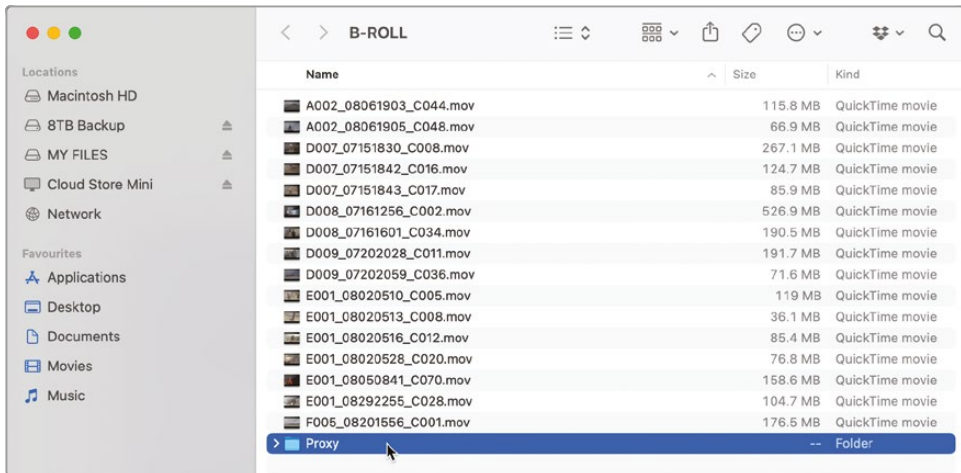 B-ROLL
Locations
Macintosh HD
8TB Backup
MY FILES
Cloud Store Mini
Network
Favourites
Applications
Desktop
Documents
Movies
Music
Name Size Kind
A002_08061903_C044.mov 115.8 MB QuickTime movie
A002_08061905_C048.mov 66.9 MB QuickTime movie
D007_07151830_C008.mov 267.1 MB QuickTime movie
D007_07151842_C016.mov 124.7 MB QuickTime movie
D007_07151843_C017.mov 85.9 MB QuickTime movie
D008_07161256_C002.mov 526.9 MB QuickTime movie
D008_07161601_C034.mov 190.5 MB QuickTime movie
D009_07202028_C011.mov 191.7 MB QuickTime movie
D009_07202059_C036.mov 71.6 MB QuickTime movie
E001_08020510_C005.mov 119 MB QuickTime movie
E001_08020513_C008.mov 36.1 MB QuickTime movie
E001_08020516_C012.mov 85.4 MB QuickTime movie
E001_08020528_C020.mov 76.8 MB QuickTime movie
E001_08050841_C070.mov 158.6 MB QuickTime movie
E001_08292255_C028.mov 104.7 MB QuickTime movie
F005_08201556_C001.mov 176.5 MB QuickTime movie
Proxy -- Folder